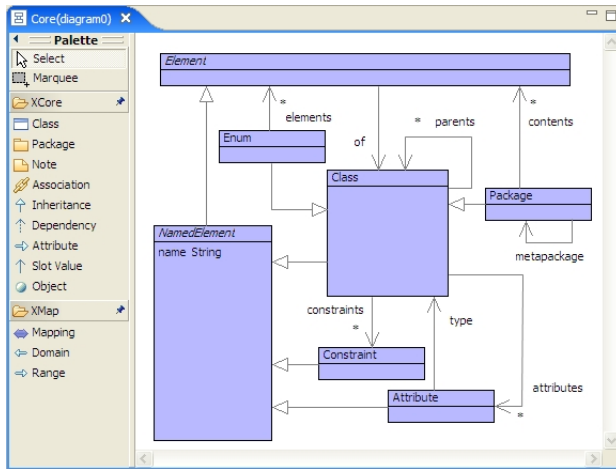 Core(diagram0)
Palette
Select
Marquee
XCore
Class
Package
Note
Association
Inheritance
Dependency
Attribute
Slot Value
Object
XMap
Mapping
Domain
Range
Element
* elements
* parents
* contents
Enum
of
Class
Package
NamedElement
name String
metapackage
constraints
*
type
Constraint
attributes
Attribute
*